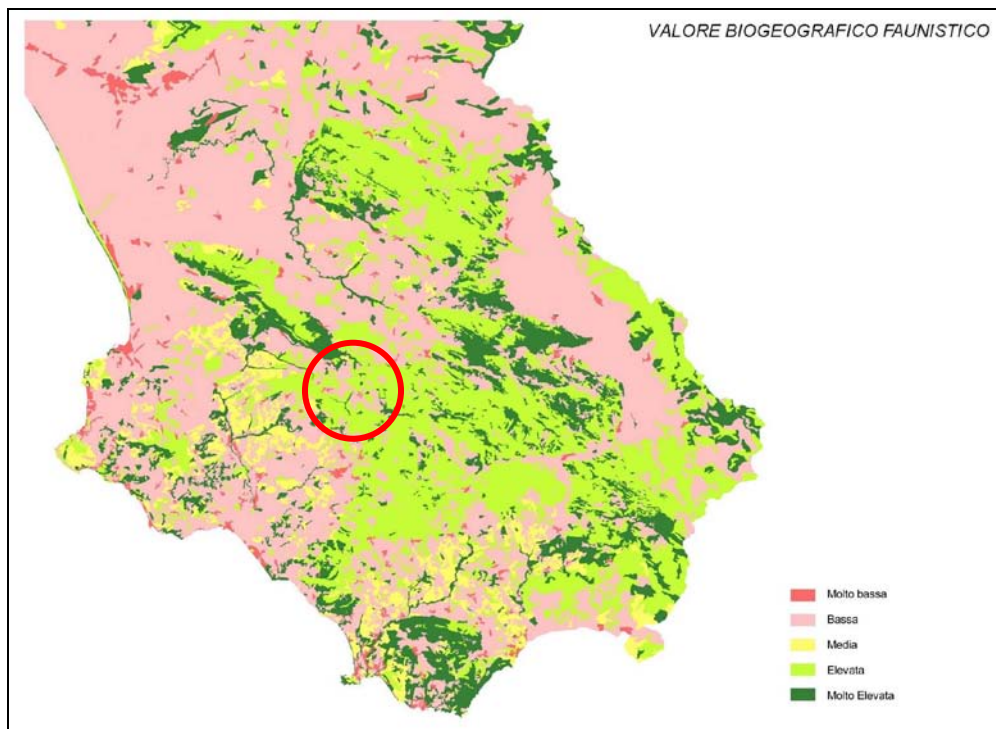 VALORE BIOGEOGRAFICO FAUNISTICO
Molto bassa
Bassa
Media
Elevata
Molto Elevata